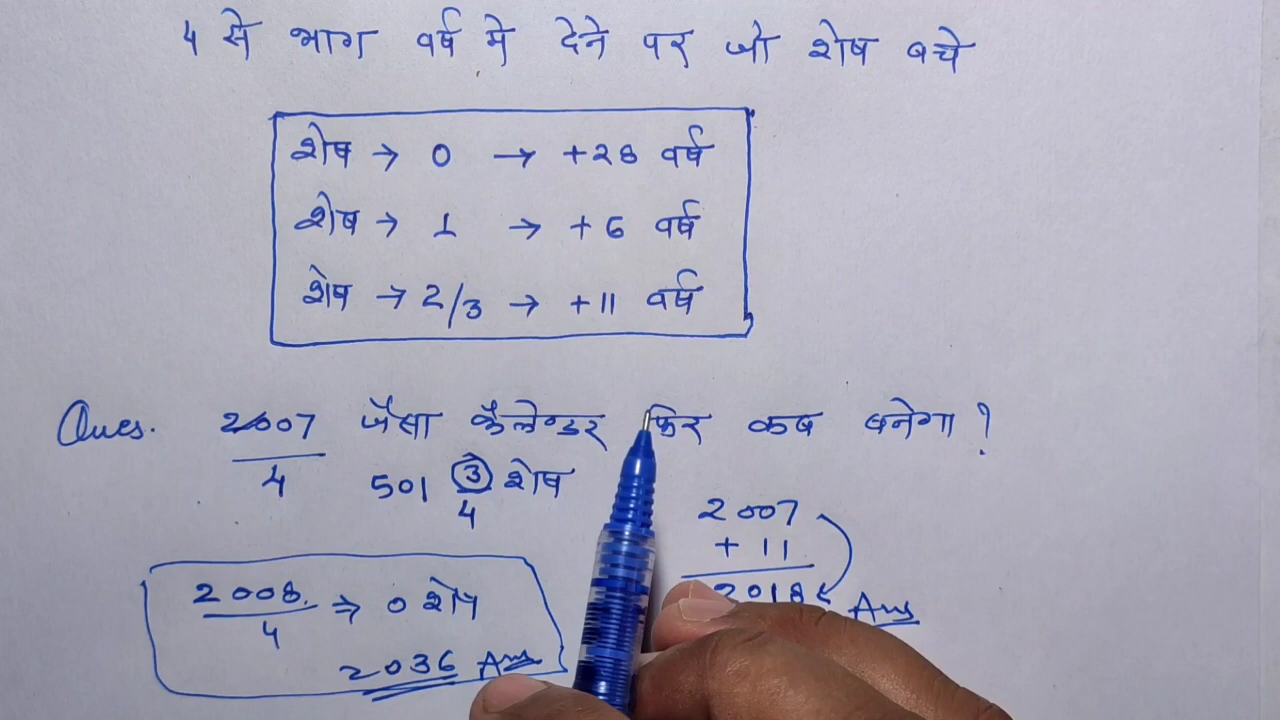 4 से भाग वर्ष मे देने पर जो शेष बचे
शेष → 0 → +28 वर्ष
शेष → 1 → +6 वर्ष
शेष → 2/3 → +11 वर्ष
Ques. 2007 जैसा कैलेण्डर फिर कब बनेगा ?
4 501 3 शेष
4
2007
+ 11
2018 Ans
2008 ⇒ 0 शेष
4
2036 Ans